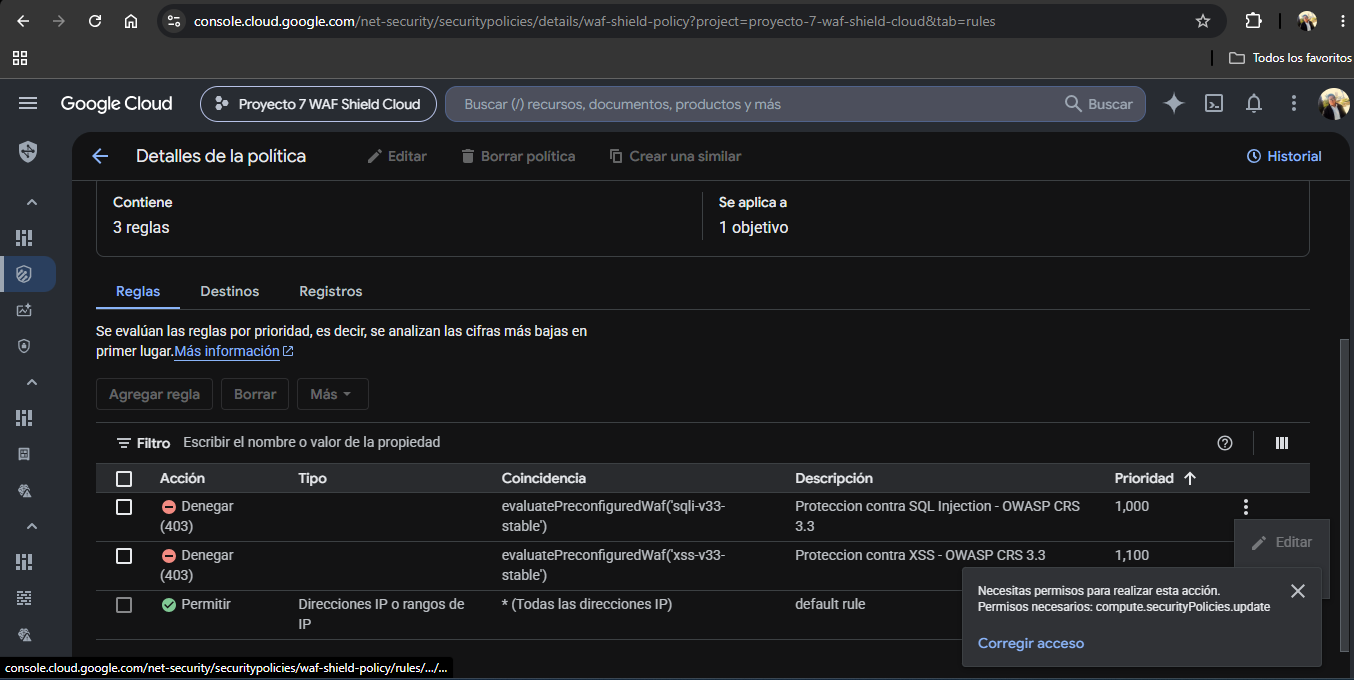 console.cloud.google.com/net-security/securitypolicies/details/waf-shield-policy?project=proyecto-7-waf-shield-cloud&tab=rules
Todos los favoritos
Google Cloud
Proyecto 7 WAF Shield Cloud
Buscar (/) recursos, documentos, productos y más
Buscar
Detalles de la política
Editar
Borrar política
Crear una similar
Historial
Contiene
3 reglas
Se aplica a
1 objetivo
Reglas
Destinos
Registros
Se evalúan las reglas por prioridad, es decir, se analizan las cifras más bajas en
primer lugar.Más información
Agregar regla
Borrar
Más
Filtro
Escribir el nombre o valor de la propiedad
Acción
Tipo
Coincidencia
Descripción
Prioridad
Denegar
(403)
evaluatePreconfiguredWaf('sqli-v33-
stable')
Proteccion contra SQL Injection - OWASP CRS
3.3
1,000
Editar
Denegar
(403)
evaluatePreconfiguredWaf('xss-v33-
stable')
Proteccion contra XSS - OWASP CRS 3.3
1,100
Permitir
Direcciones IP o rangos de
IP
* (Todas las direcciones IP)
default rule
Necesitas permisos para realizar esta acción.
Permisos necesarios: compute.securityPolicies.update
Corregir acceso
console.cloud.google.com/net-security/securitypolicies/waf-shield-policy/rules/.../...